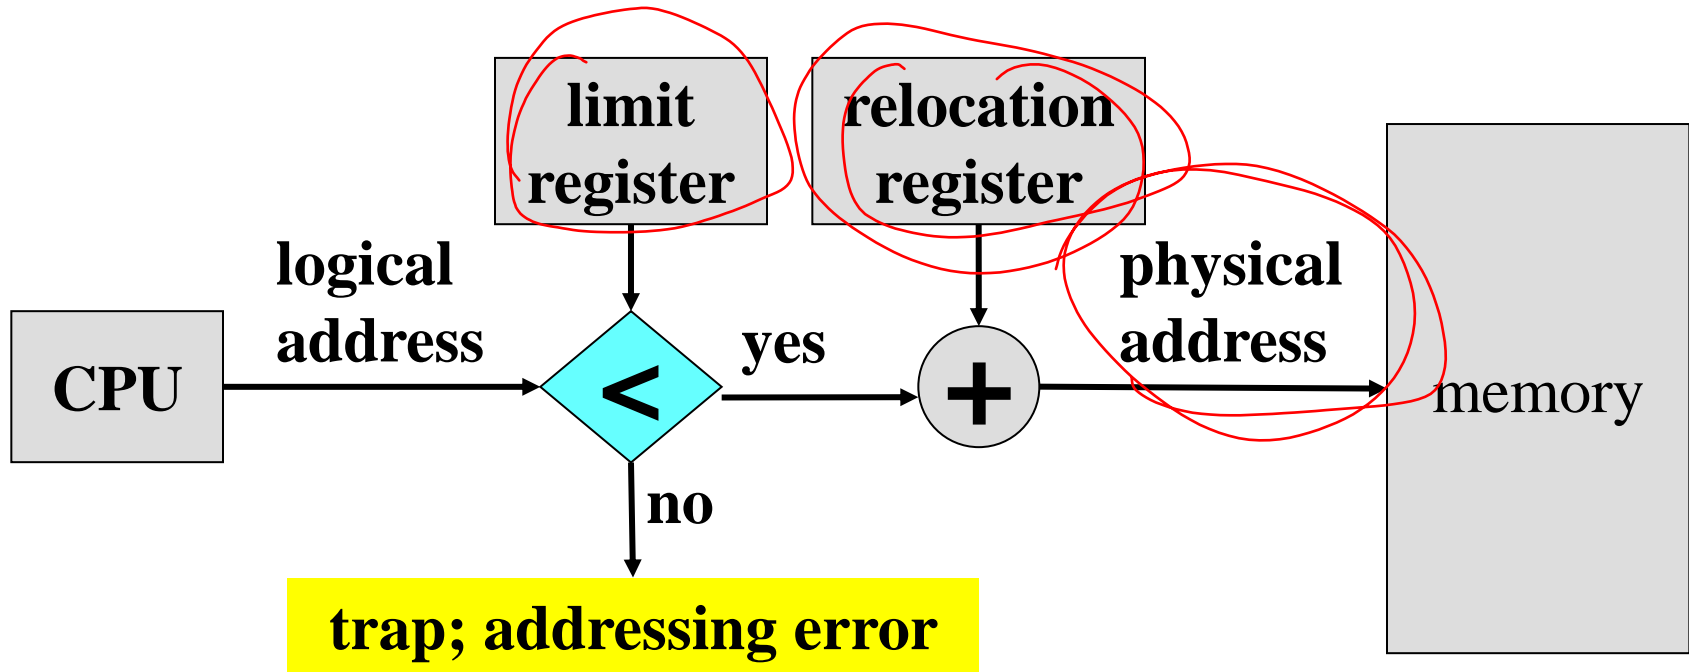 limit
register
relocation
register
logical
address
physical
address
CPU
<
yes
+
memory
no
trap; addressing error